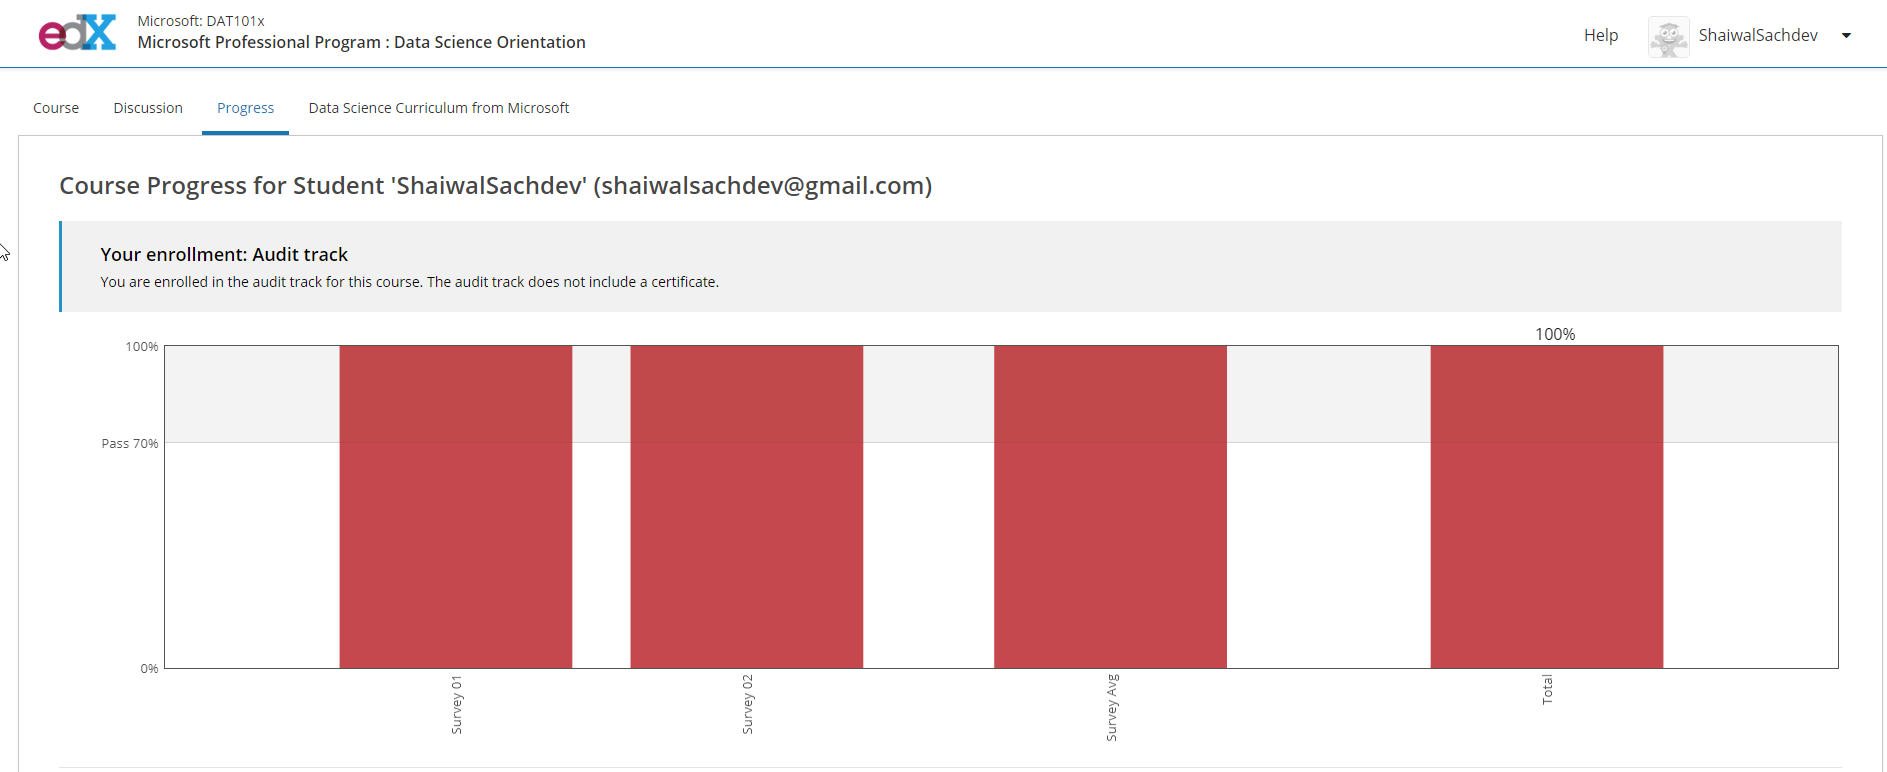 edX
Microsoft: DAT101x
Microsoft Professional Program : Data Science Orientation
Help
ShaiwalSachdev
Course
Discussion
Progress
Data Science Curriculum from Microsoft
Course Progress for Student 'ShaiwalSachdev' (shaiwalsachdev@gmail.com)
Your enrollment: Audit track
You are enrolled in the audit track for this course. The audit track does not include a certificate.
100%
100%
Pass 70%
0%
Survey 01
Survey 02
Survey Avg
Total